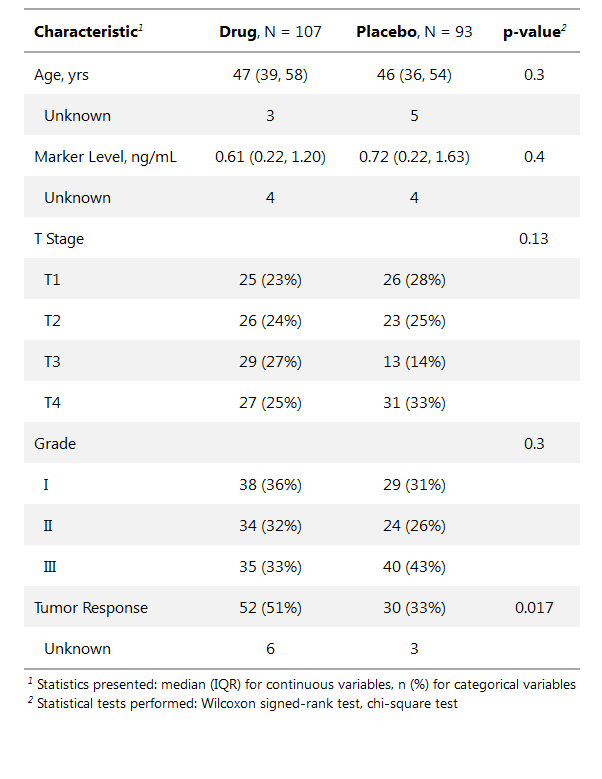 Characteristic1 Drug, N = 107 Placebo, N = 93 p-value2
Age, yrs 47 (39, 58) 46 (36, 54) 0.3
Unknown 3 5
Marker Level, ng/mL 0.61 (0.22, 1.20) 0.72 (0.22, 1.63) 0.4
Unknown 4 4
T Stage 0.13
T1 25 (23%) 26 (28%)
T2 26 (24%) 23 (25%)
T3 29 (27%) 13 (14%)
T4 27 (25%) 31 (33%)
Grade 0.3
I 38 (36%) 29 (31%)
II 34 (32%) 24 (26%)
III 35 (33%) 40 (43%)
Tumor Response 52 (51%) 30 (33%) 0.017
Unknown 6 3
1 Statistics presented: median (IQR) for continuous variables, n (%) for categorical variables
2 Statistical tests performed: Wilcoxon signed-rank test, chi-square test